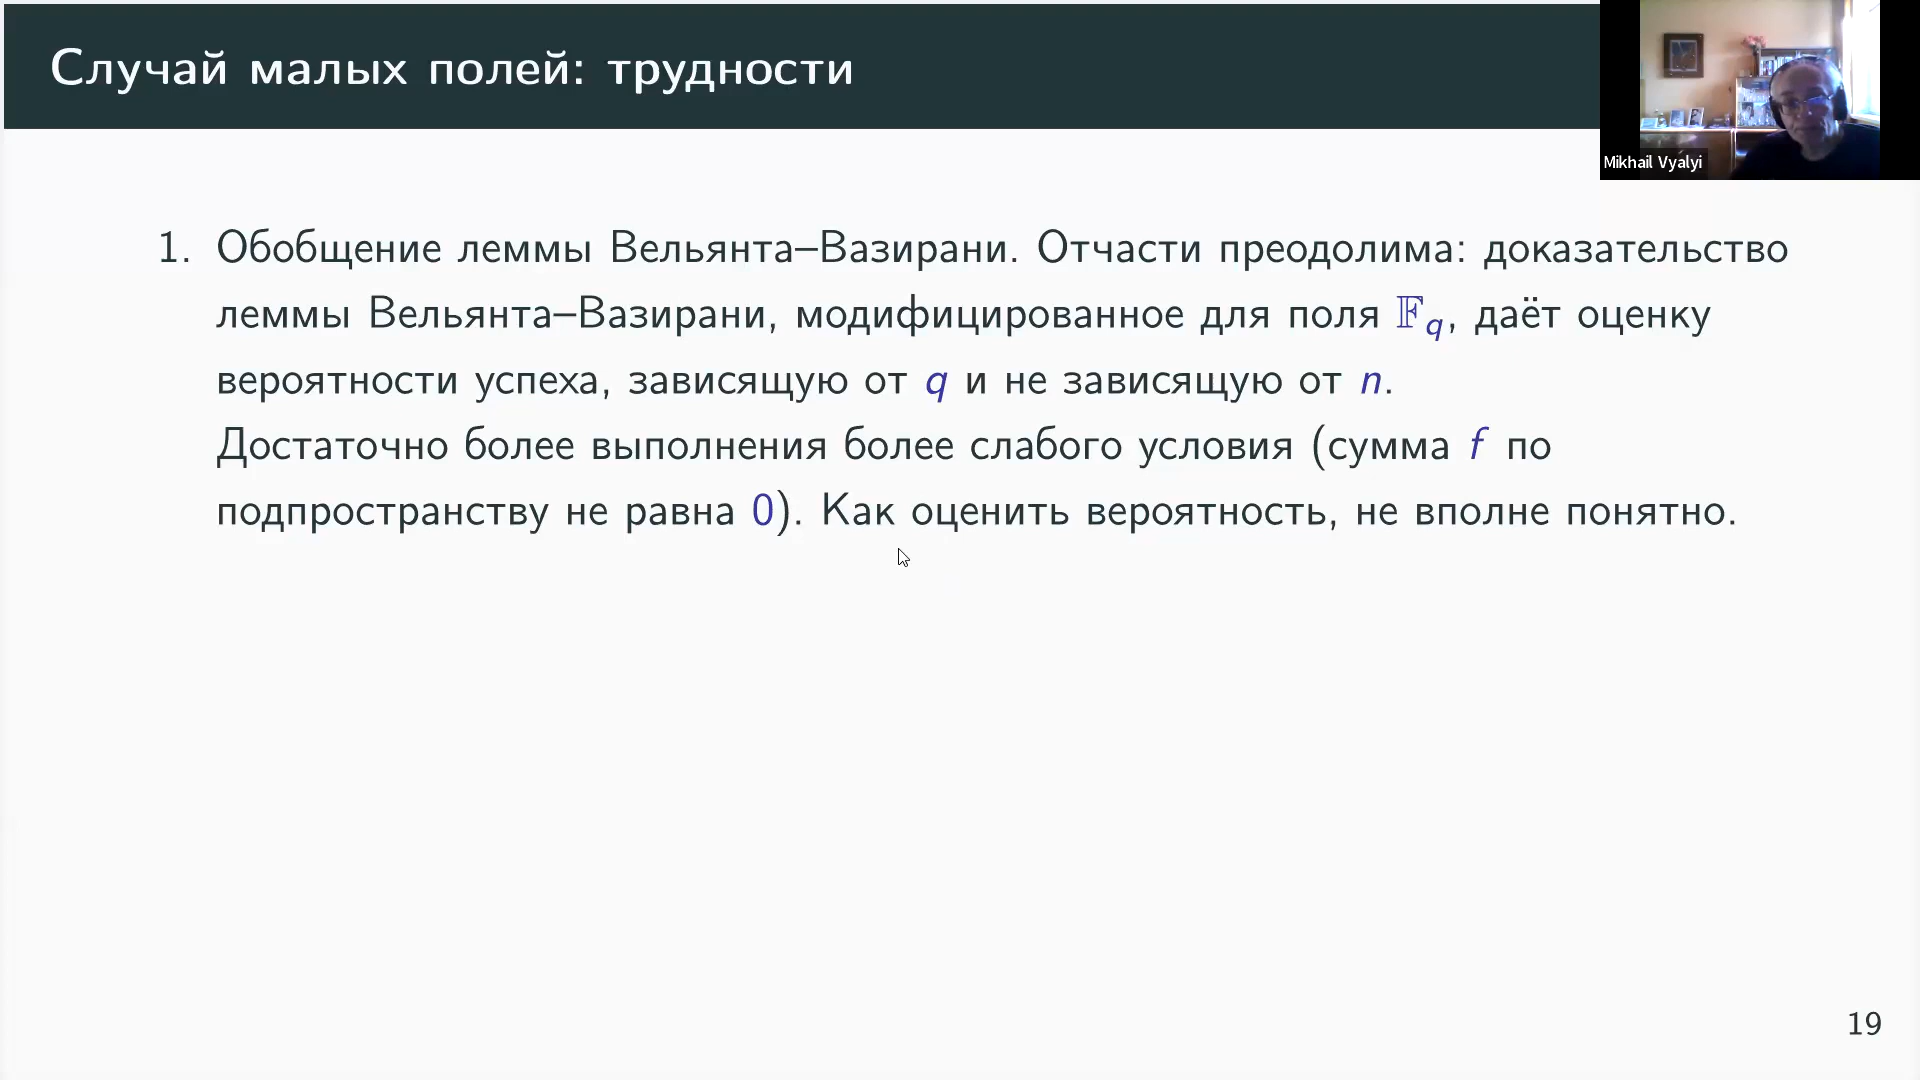 Случай малых полей: трудности
Mikhail Vyalyi
1. Обобщение леммы Вельянта–Вазирани. Отчасти преодолима: доказательство
леммы Вельянта–Вазирани, модифицированное для поля 𝔽q, даёт оценку
вероятности успеха, зависящую от q и не зависящую от n.
Достаточно более выполнения более слабого условия (сумма f по
подпространству не равна 0). Как оценить вероятность, не вполне понятно.
19